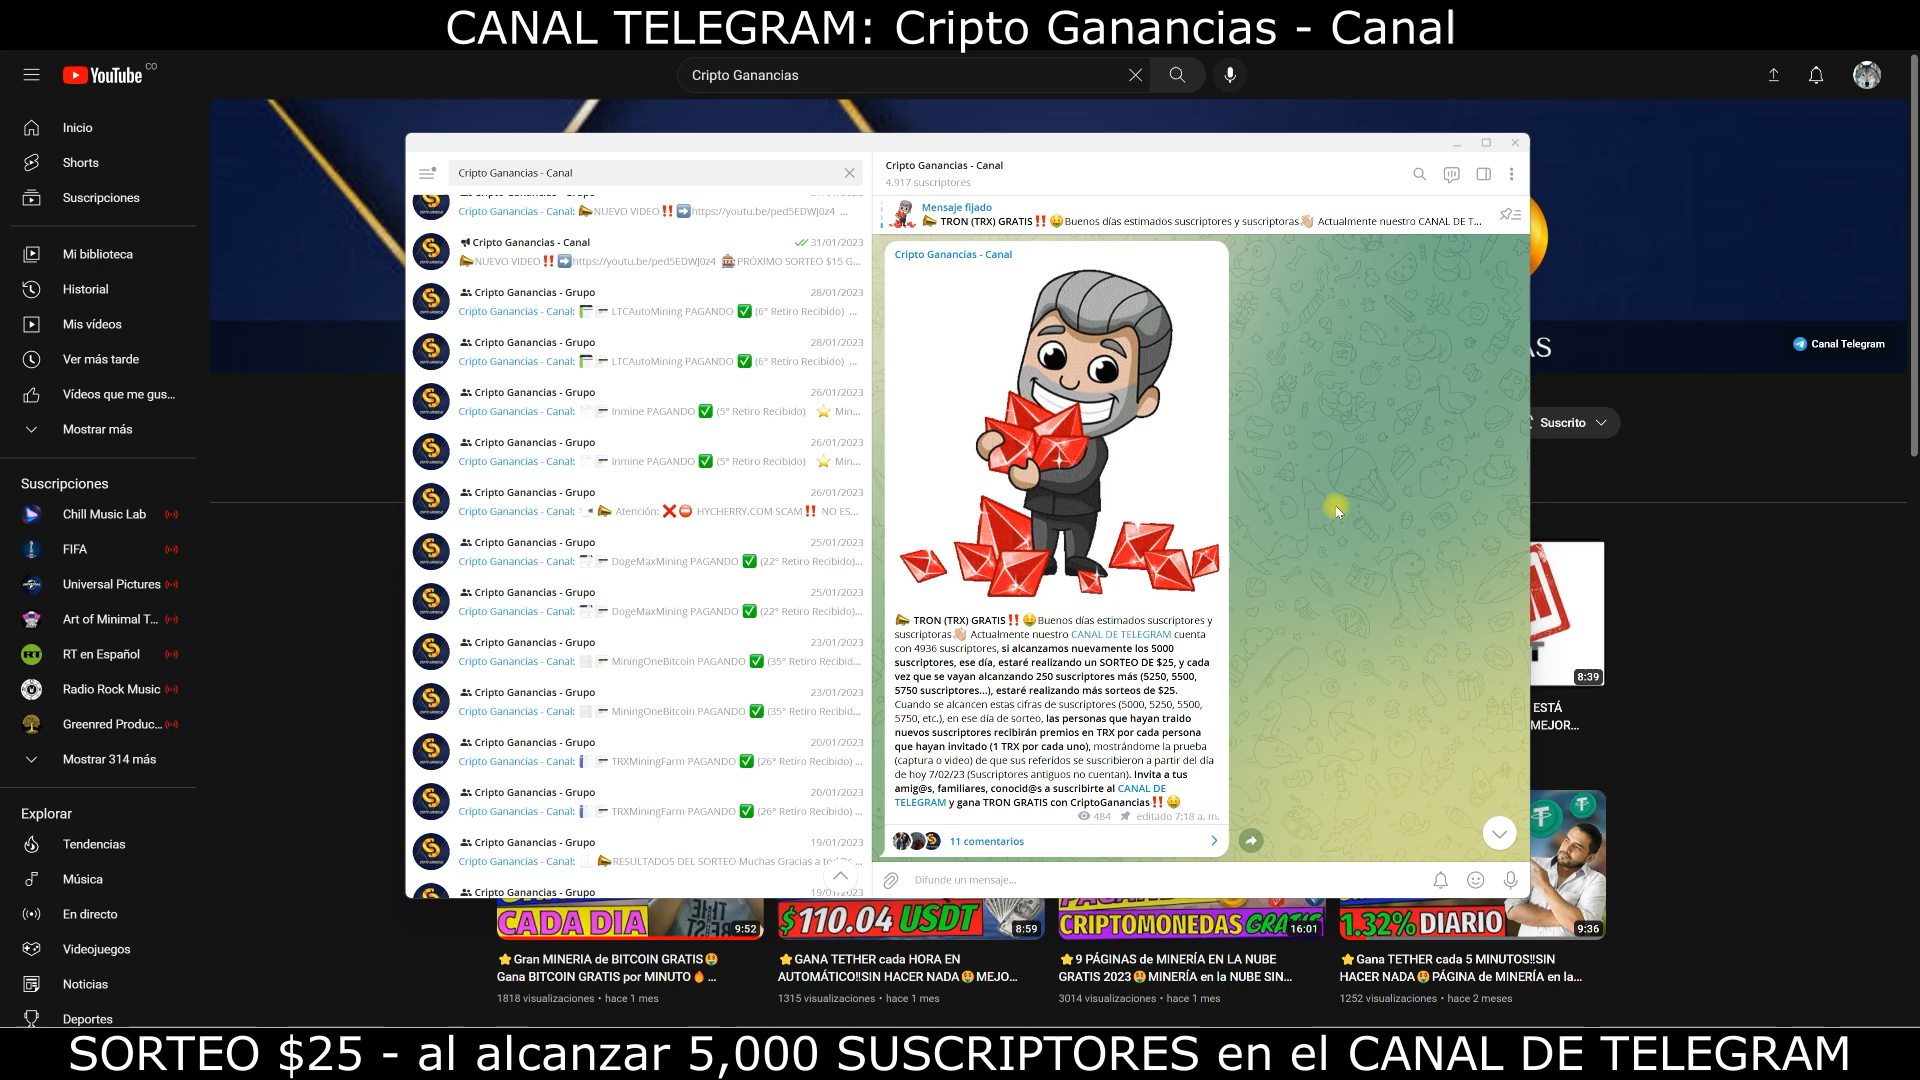 CANAL TELEGRAM: Cripto Ganancias - Canal
YouTube CO
Cripto Ganancias
Inicio
Shorts
Suscripciones
Mi biblioteca
Historial
Mis vídeos
Ver más tarde
Vídeos que me gus...
Mostrar más
Suscripciones
Chill Music Lab
FIFA
Universal Pictures
Art of Minimal T...
RT en Español
Radio Rock Music
Greenred Produc...
Mostrar 314 más
Explorar
Tendencias
Música
En directo
Videojuegos
Noticias
Deportes
Cripto Ganancias - Canal
Cripto Ganancias - Canal: 📣NUEVO VIDEO‼️➡️https://youtu.be/ped5EDWJ0z4 ...
Cripto Ganancias - Canal 31/01/2023
📣NUEVO VIDEO‼️➡️https://youtu.be/ped5EDWJ0z4 🎰PRÓXIMO SORTEO $15 G...
Cripto Ganancias - Grupo 28/01/2023
Cripto Ganancias - Canal: LTCAutoMining PAGANDO ✅ (6° Retiro Recibido) ...
Cripto Ganancias - Grupo 28/01/2023
Cripto Ganancias - Canal: LTCAutoMining PAGANDO ✅ (6° Retiro Recibido) ...
Cripto Ganancias - Grupo 26/01/2023
Cripto Ganancias - Canal: Inmine PAGANDO ✅ (5° Retiro Recibido) ⭐ Min...
Cripto Ganancias - Grupo 26/01/2023
Cripto Ganancias - Canal: Inmine PAGANDO ✅ (5° Retiro Recibido) ⭐ Min...
Cripto Ganancias - Grupo 26/01/2023
Cripto Ganancias - Canal: 📣 Atención: ❌⛔ HYCHERRY.COM SCAM‼️ NO ES...
Cripto Ganancias - Grupo 25/01/2023
Cripto Ganancias - Canal: DogeMaxMining PAGANDO ✅ (22° Retiro Recibido)...
Cripto Ganancias - Grupo 25/01/2023
Cripto Ganancias - Canal: DogeMaxMining PAGANDO ✅ (22° Retiro Recibido)...
Cripto Ganancias - Grupo 23/01/2023
Cripto Ganancias - Canal: MiningOneBitcoin PAGANDO ✅ (35° Retiro Recibid...
Cripto Ganancias - Grupo 23/01/2023
Cripto Ganancias - Canal: MiningOneBitcoin PAGANDO ✅ (35° Retiro Recibid...
Cripto Ganancias - Grupo 20/01/2023
Cripto Ganancias - Canal: TRXMiningFarm PAGANDO ✅ (26° Retiro Recibido) ...
Cripto Ganancias - Grupo 20/01/2023
Cripto Ganancias - Canal: TRXMiningFarm PAGANDO ✅ (26° Retiro Recibido) ...
Cripto Ganancias - Grupo 19/01/2023
Cripto Ganancias - Canal: 📣RESULTADOS DEL SORTEO Muchas Gracias a
Cripto Ganancias - Grupo 19/01/2023
Cripto Ganancias - Canal
4.917 suscriptores
Mensaje fijado
📣 TRON (TRX) GRATIS‼️ 🤑Buenos días estimados suscriptores y suscriptoras👋🏼 Actualmente nuestro CANAL DE T...
Cripto Ganancias - Canal
📣 TRON (TRX) GRATIS‼️ 🤑Buenos días estimados suscriptores y
suscriptoras👋🏼 Actualmente nuestro CANAL DE TELEGRAM cuenta
con 4936 suscriptores, si alcanzamos nuevamente los 5000
suscriptores, ese día, estaré realizando un SORTEO DE $25, y cada
vez que se vayan alcanzando 250 suscriptores más (5250, 5500,
5750 suscriptores...), estaré realizando más sorteos de $25.
Cuando se alcancen estas cifras de suscriptores (5000, 5250, 5500,
5750, etc.), en ese día de sorteo, las personas que hayan traido
nuevos suscriptores recibirán premios en TRX por cada persona
que hayan invitado (1 TRX por cada uno), mostrándome la prueba
(captura o video) de que sus referidos se suscribieron a partir del día
de hoy 7/02/23 (Suscriptores antiguos no cuentan). Invita a tus
amig@s, familiares, conocid@s a suscribirte al CANAL DE
TELEGRAM y gana TRON GRATIS con CriptoGanancias‼️ 🤑
484 editado 7:18 a. m.
11 comentarios
Difunde un mensaje...
AS
Canal Telegram
Suscrito
8:39
ESTÁ
MEJOR...
CADA DIA
9:52
$110.04 USDT
8:59
CRIPTOMONEDAS GRATIS
16:01
1.32% DIARIO
9:36
⭐Gran MINERIA de BITCOIN GRATIS🤑
Gana BITCOIN GRATIS por MINUTO🔥 ...
1818 visualizaciones • hace 1 mes
⭐GANA TETHER cada HORA EN
AUTOMÁTICO‼️SIN HACER NADA🤑MEJO...
1315 visualizaciones • hace 1 mes
⭐9 PÁGINAS de MINERÍA EN LA NUBE
GRATIS 2023🤑MINERÍA en la NUBE SIN...
3014 visualizaciones • hace 1 mes
⭐Gana TETHER cada 5 MINUTOS‼️SIN
HACER NADA🤑PÁGINA de MINERÍA en la...
1252 visualizaciones • hace 2 meses
SORTEO $25 - al alcanzar 5,000 SUSCRIPTORES en el CANAL DE TELEGRAM